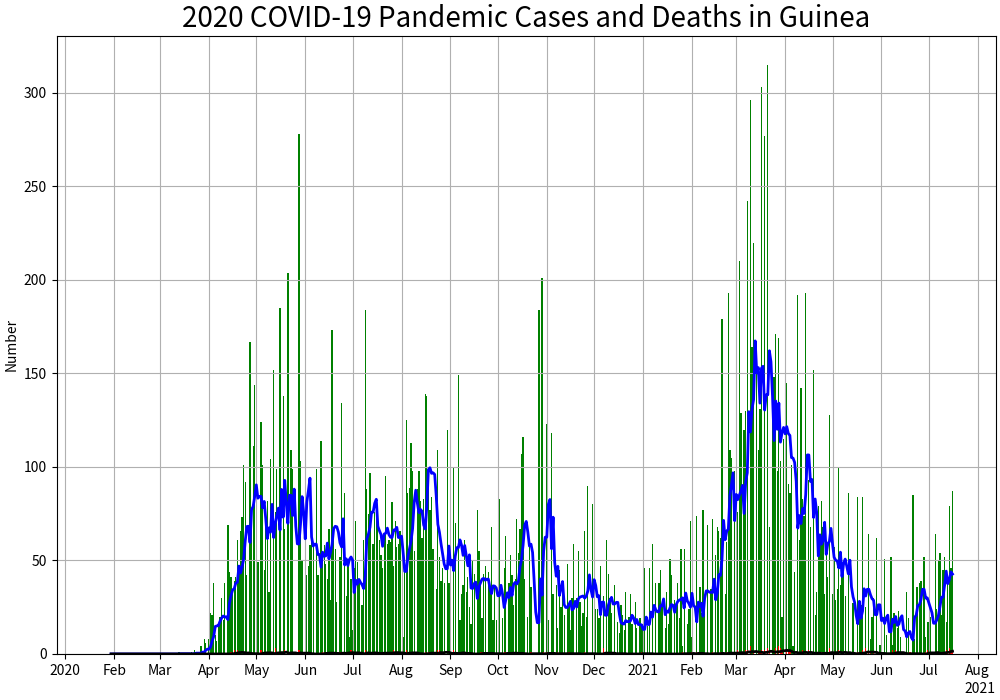 2020 COVID-19 Pandemic Cases and Deaths in Guinea
300
250
200
150
100
50
0
Number
2020 Feb Mar Apr May Jun Jul Aug Sep Oct Nov Dec 2021 Feb Mar Apr May Jun Jul Aug
2021